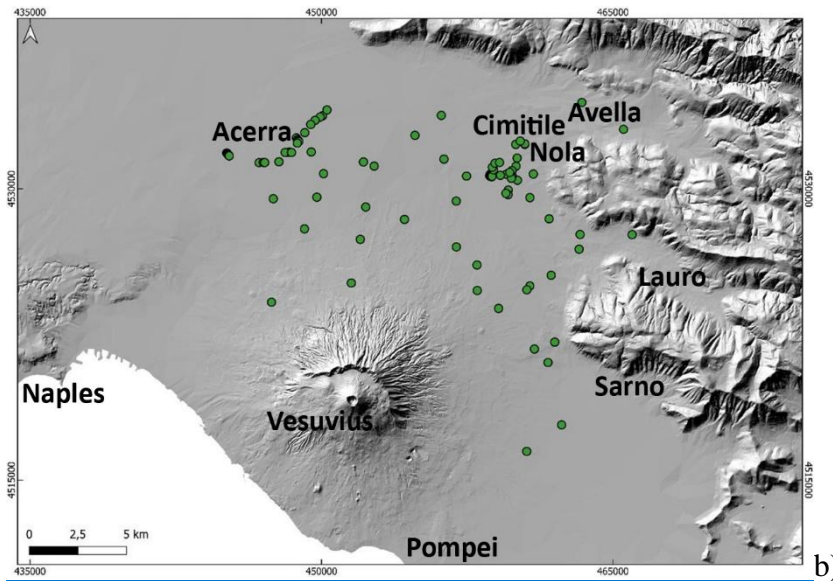 435000 450000 465000
Avella
Acerra
Cimitile
Nola
4530000 4530000
Lauro
Naples
Sarno
Vesuvius
4515000 4515000
0 2,5 5 km
Pompei
435000 450000 465000
b)